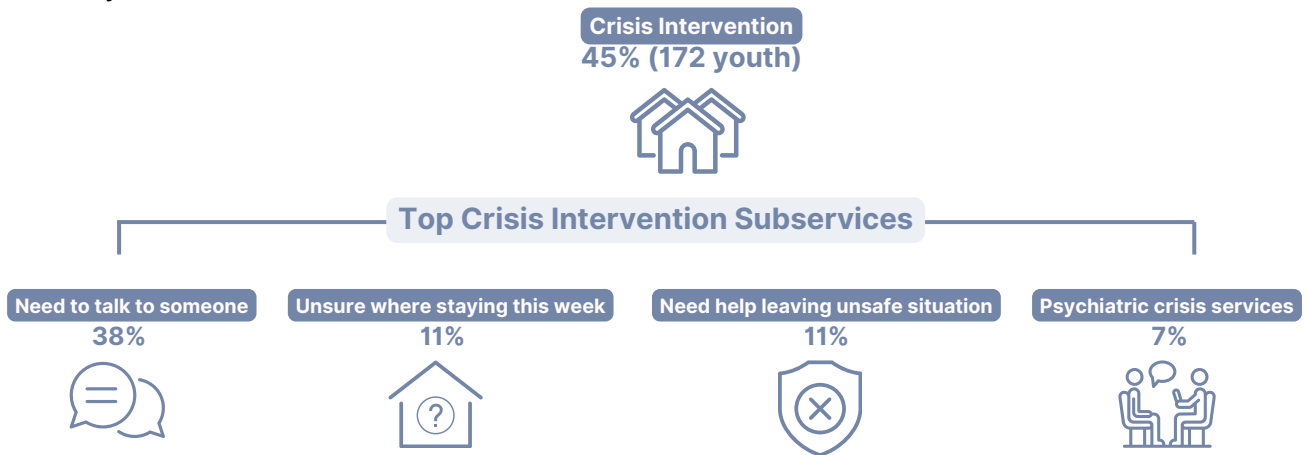 Crisis Intervention
45% (172 youth)
Top Crisis Intervention Subservices
Need to talk to someone
38%
Unsure where staying this week
11%
?
Need help leaving unsafe situation
11%
Psychiatric crisis services
7%